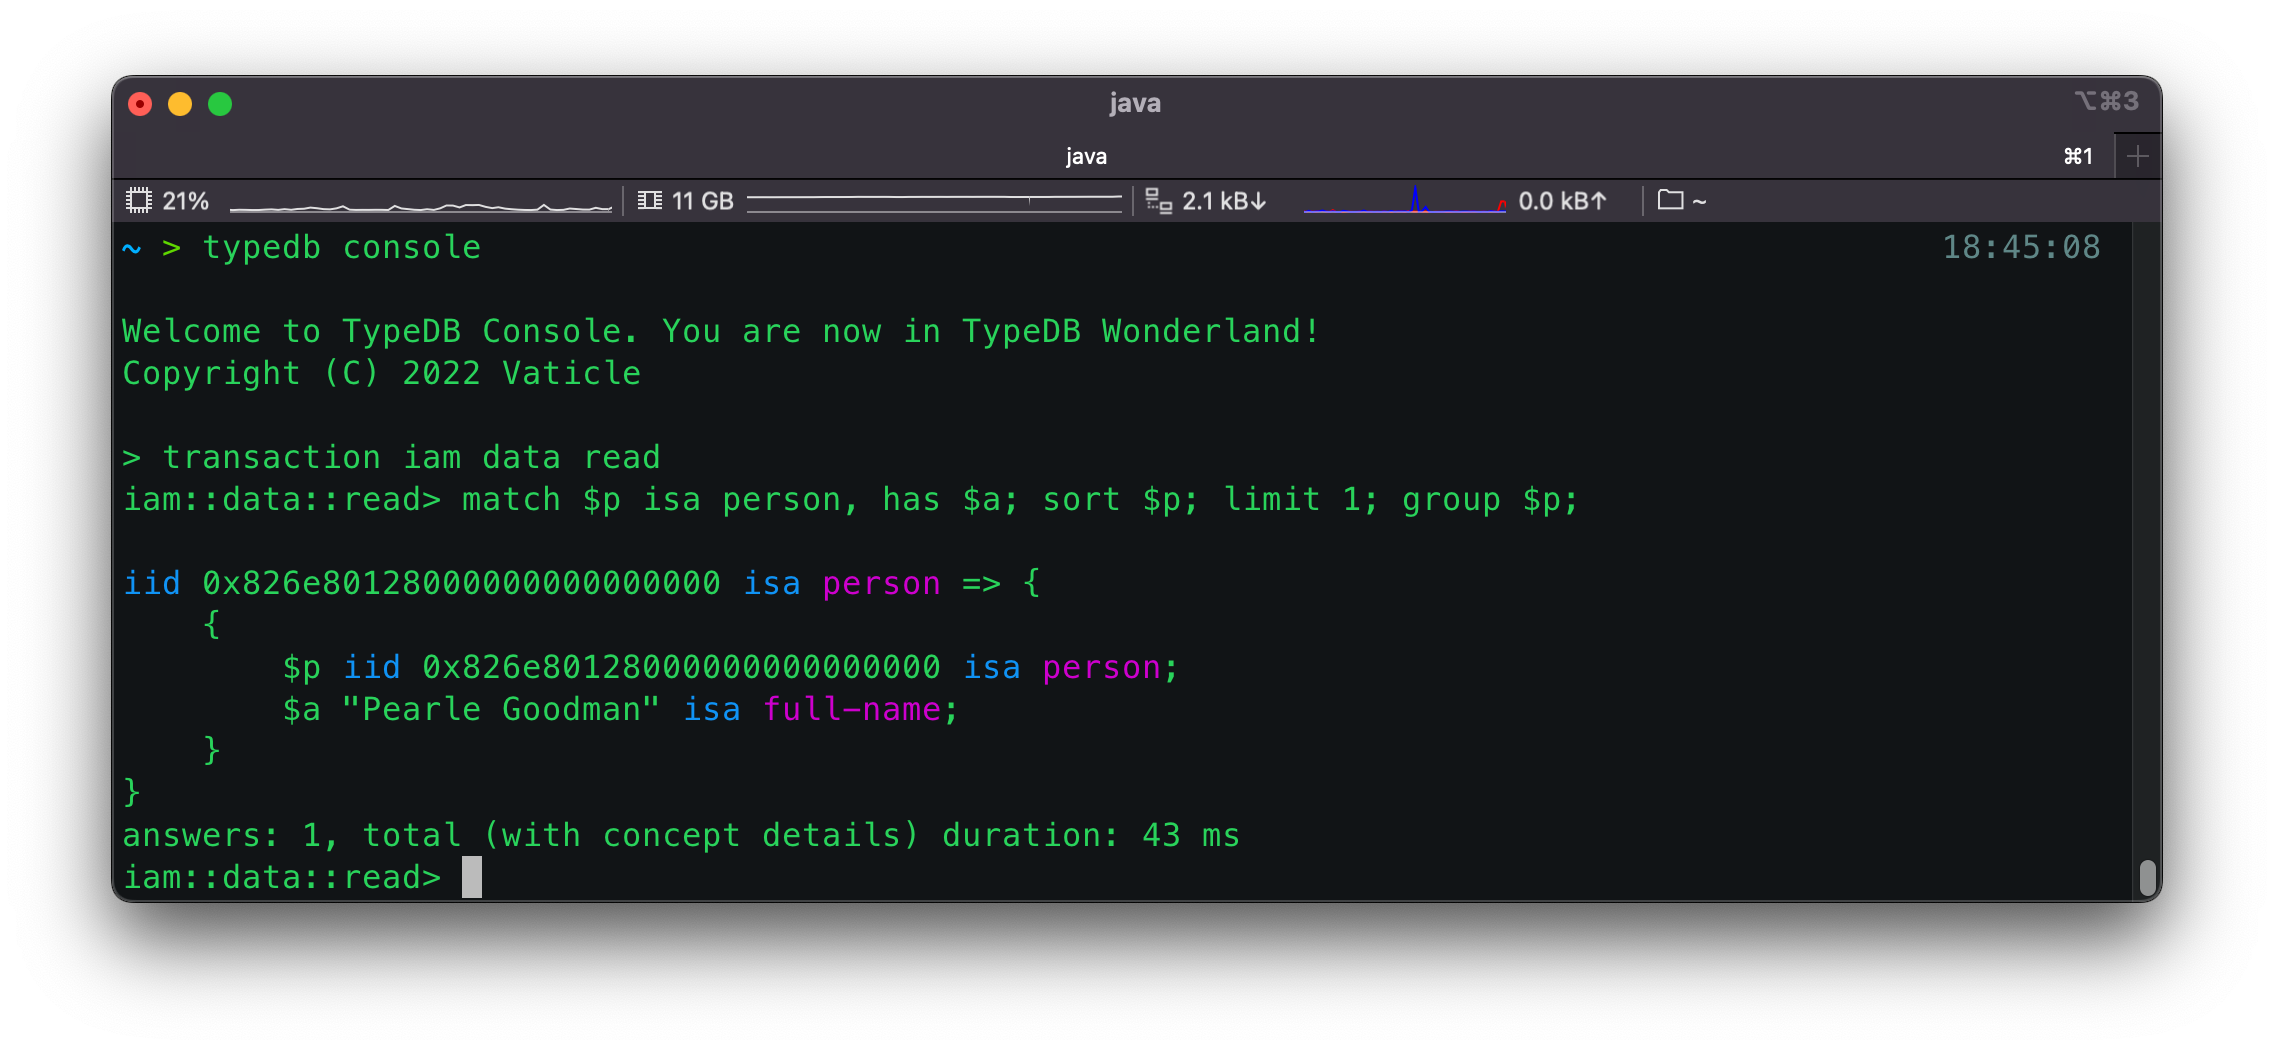 java
⌥⌘3
java
⌘1
21% 11 GB 2.1 kB↓ 0.0 kB↑ ~
~ > typedb console 18:45:08
Welcome to TypeDB Console. You are now in TypeDB Wonderland!
Copyright (C) 2022 Vaticle
> transaction iam data read
iam::data::read> match $p isa person, has $a; sort $p; limit 1; group $p;
iid 0x826e80128000000000000000 isa person => {
{
$p iid 0x826e80128000000000000000 isa person;
$a "Pearle Goodman" isa full-name;
}
}
answers: 1, total (with concept details) duration: 43 ms
iam::data::read>